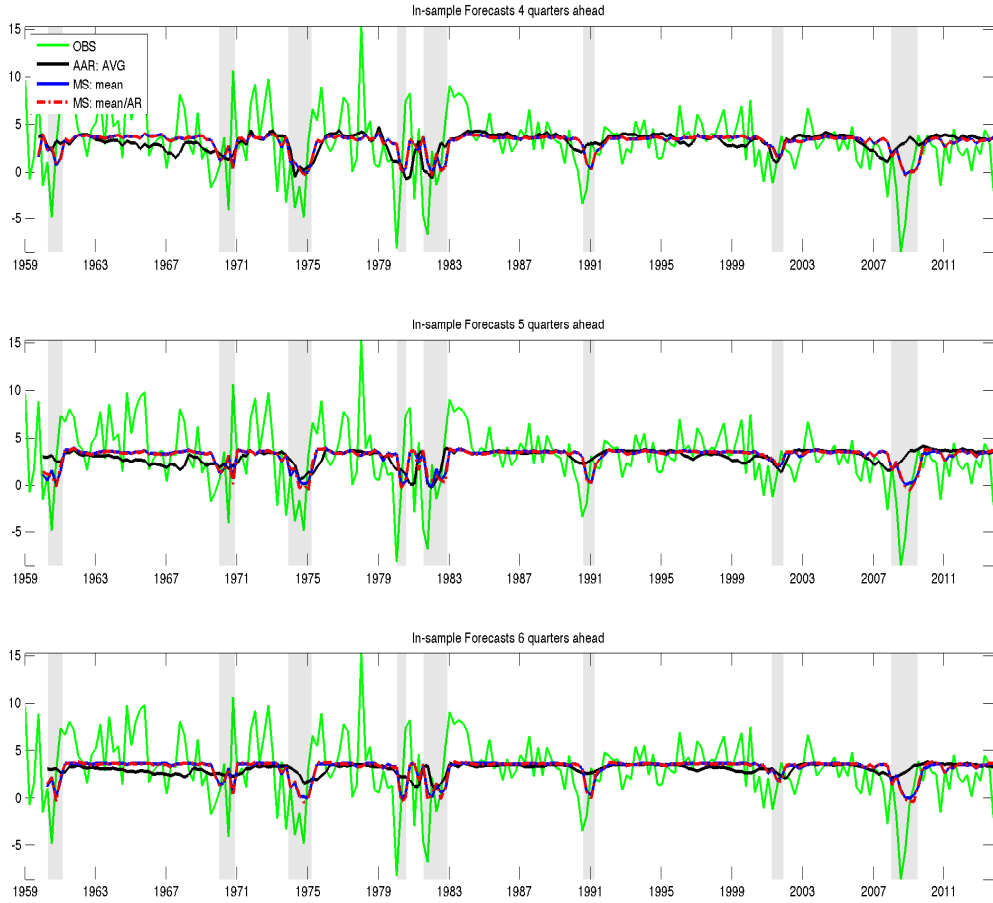 In-sample Forecasts 4 quarters ahead
15
OBS
AAR: AVG
10
MS: mean
MS: mean/AR
5
0
-5
1959 1963 1967 1971 1975 1979 1983 1987 1991 1995 1999 2003 2007 2011
In-sample Forecasts 5 quarters ahead
15
10
5
0
-5
1959 1963 1967 1971 1975 1979 1983 1987 1991 1995 1999 2003 2007 2011
In-sample Forecasts 6 quarters ahead
15
10
5
0
-5
1959 1963 1967 1971 1975 1979 1983 1987 1991 1995 1999 2003 2007 2011